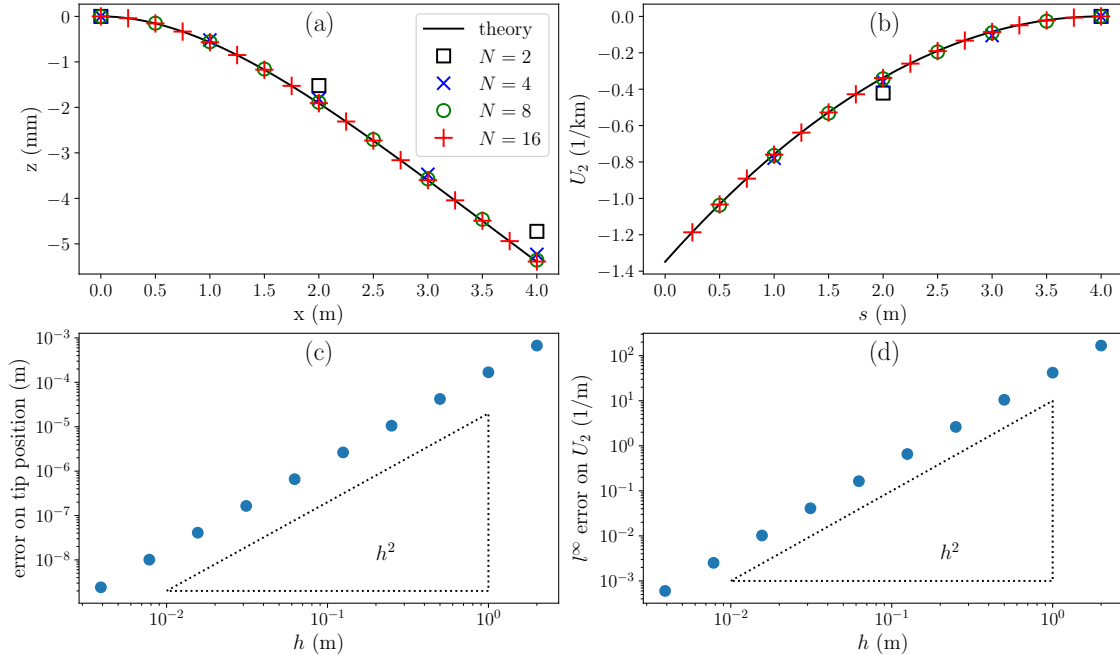 (a)
theory
N = 2
N = 4
N = 8
N = 16
z (mm)
0
−1
−2
−3
−4
−5
0.0 0.5 1.0 1.5 2.0 2.5 3.0 3.5 4.0
x (m)
(b)
U₂ (1/km)
0.0
−0.2
−0.4
−0.6
−0.8
−1.0
−1.2
−1.4
0.0 0.5 1.0 1.5 2.0 2.5 3.0 3.5 4.0
s (m)
(c)
error on tip position (m)
10⁻³
10⁻⁴
10⁻⁵
10⁻⁶
10⁻⁷
10⁻⁸
h²
10⁻² 10⁻¹ 10⁰
h (m)
(d)
l^∞ error on U₂ (1/m)
10²
10¹
10⁰
10⁻¹
10⁻²
10⁻³
h²
10⁻² 10⁻¹ 10⁰
h (m)